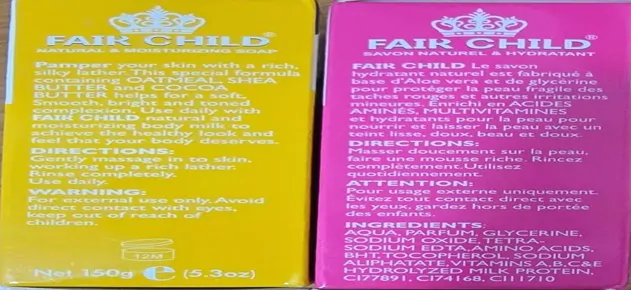 FAIR CHILD®
NATURAL & MOISTURIZING SOAP
Pamper your skin with a rich,
silky lather. This special formula
containing OATMEAL, SHEA
BUTTER and COCOA
BUTTER helps for a soft.
Smooth, bright and toned
complexion. Use daily with
FAIR CHILD natural and
moisturizing body milk to
achieve the healthy look and
feel that your body deserves.
DIRECTIONS:
Gently massage in to skin,
working up a rich lather.
Rinse completely.
Use daily.
WARNING:
For external use only. Avoid
direct contact with eyes,
keep out of reach of
children.
12M
Net 150g e (5.3oz)
FAIR CHILD®
SAVON NATUREL & HYDRATANT
FAIR CHILD Le savon
hydratant naturel est fabriqué à
base d'Aloe vera et de glycérine
pour protéger la peau fragile des
taches rouges et autres irritations
mineures. Enrichi en ACIDES
AMINÉS, MULTIVITAMINES
et hydratants pour la peau pour
nourrir et laisser la peau avec un
teint lisse, doux, beau et doux.
DIRECTIONS:
Masser doucement sur la peau,
faire une mousse riche. Rincez
complètement. Utilisez
quotidiennement.
ATTENTION:
Pour usage externe uniquement.
Évitez tout contact direct avec
les yeux, gardez hors de portée
des enfants.
INGREDIENTS:
AQUA, PARFUM, GLYCERINE,
SODIUM OXIDE, TETRA-
SODIUM EDTA, AMINO ACIDS,
BHT, TOCOPHEROL, SODIUM
ALIPHATATE, VITAMINS A,B,C&E
HYDROLYZED MILK PROTEIN,
CI77891, CI74168, CI11710